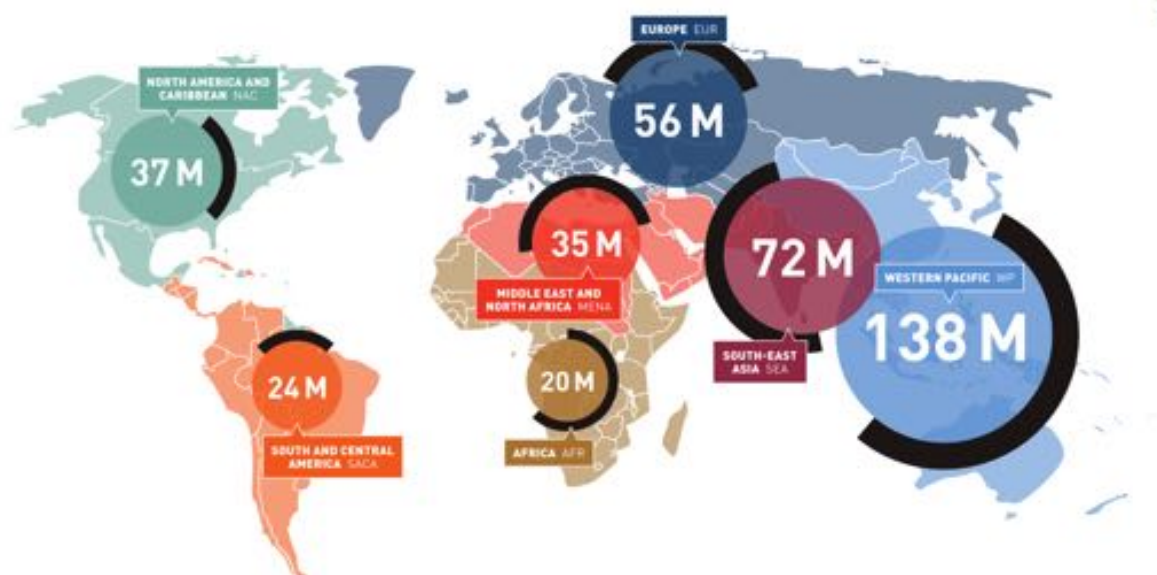 EUROPE EUR
56 M
NORTH AMERICA AND
CARIBBEAN NAC
37 M
35 M
MIDDLE EAST AND
NORTH AFRICA MENA
72 M
SOUTH-EAST
ASIA SEA
WESTERN PACIFIC WP
138 M
24 M
SOUTH AND CENTRAL
AMERICA SACA
20 M
AFRICA AFR